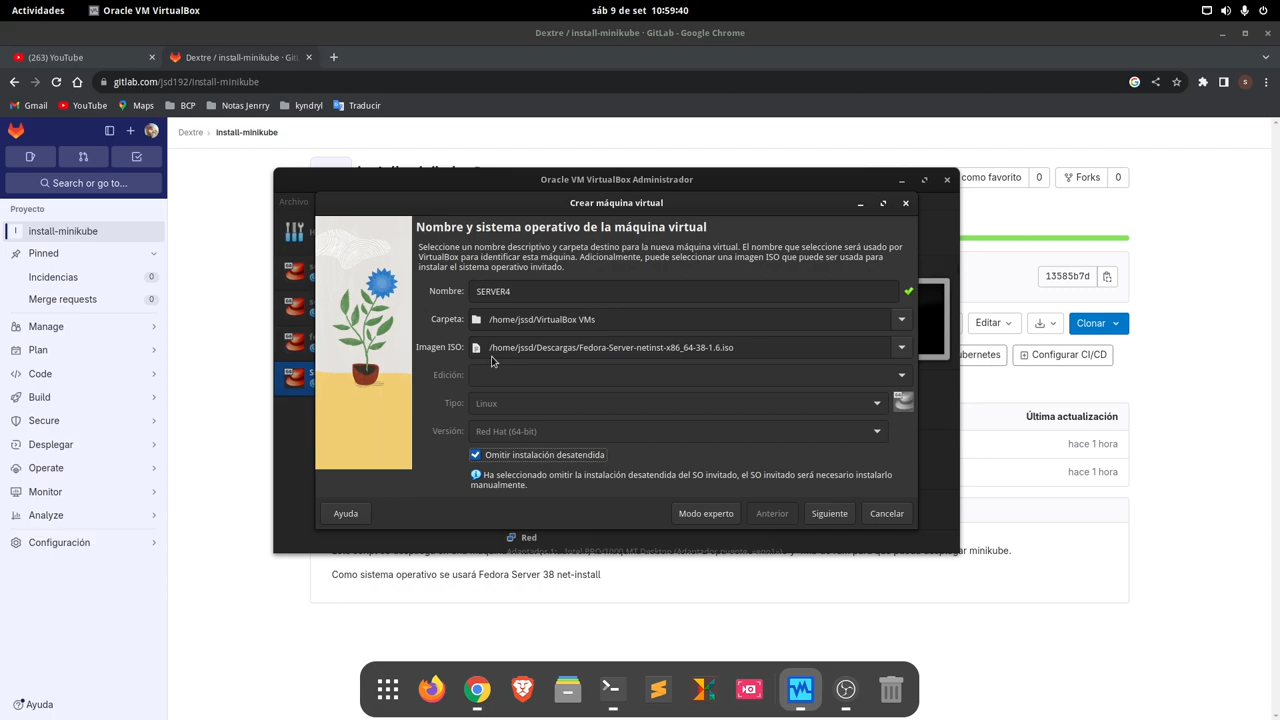 Actividades
Oracle VM VirtualBox
sáb 9 de set 10:59:40
Dextre / install-minikube · GitLab - Google Chrome
(263) YouTube
Dextre / install-minikube · GitL
gitlab.com/jsd192/install-minikube
Gmail
YouTube
Maps
BCP
Notas Jenrry
kyndryl
Traducir
Dextre
install-minikube
Search or go to...
Proyecto
install-minikube
Pinned
Incidencias
0
Merge requests
0
Manage
Plan
Code
Build
Secure
Desplegar
Operate
Monitor
Analyze
Configuración
Ayuda
como favorito
0
Forks
0
13585b7d
Editar
Clonar
Configurar CI/CD
Última actualización
hace 1 hora
hace 1 hora
Como sistema operativo se usará Fedora Server 38 net-install
Oracle VM VirtualBox Administrador
Archivo
Crear máquina virtual
Nombre y sistema operativo de la máquina virtual
Seleccione un nombre descriptivo y carpeta destino para la nueva máquina virtual. El nombre que seleccione será usado por
VirtualBox para identificar esta máquina. Adicionalmente, puede seleccionar una imagen ISO que puede ser usada para
instalar el sistema operativo invitado.
Nombre:
SERVER4
Carpeta:
/home/jssd/VirtualBox VMs
Imagen ISO:
/home/jssd/Descargas/Fedora-Server-netinst-x86_64-38-1.6.iso
Edición:
Tipo:
Linux
Versión:
Red Hat (64-bit)
Omitir instalación desatendida
Ha seleccionado omitir la instalación desatendida del SO invitado, el SO invitado será necesario instalarlo
manualmente.
Ayuda
Modo experto
Anterior
Siguiente
Cancelar
Red